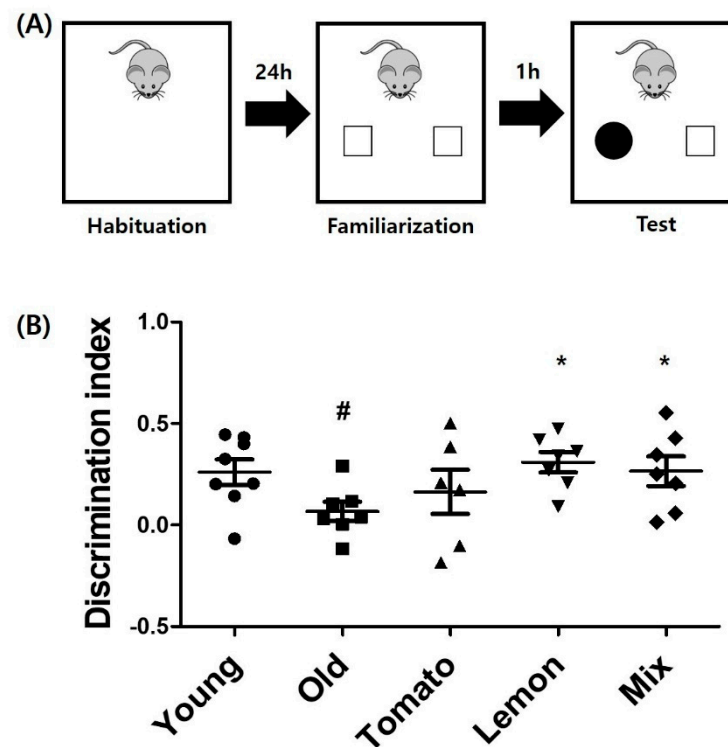 (A)
24h
1h
Habituation
Familiarization
Test
(B)
Discrimination index
1.0
0.5
0.0
-0.5
#
*
*
Young
Old
Tomato
Lemon
Mix